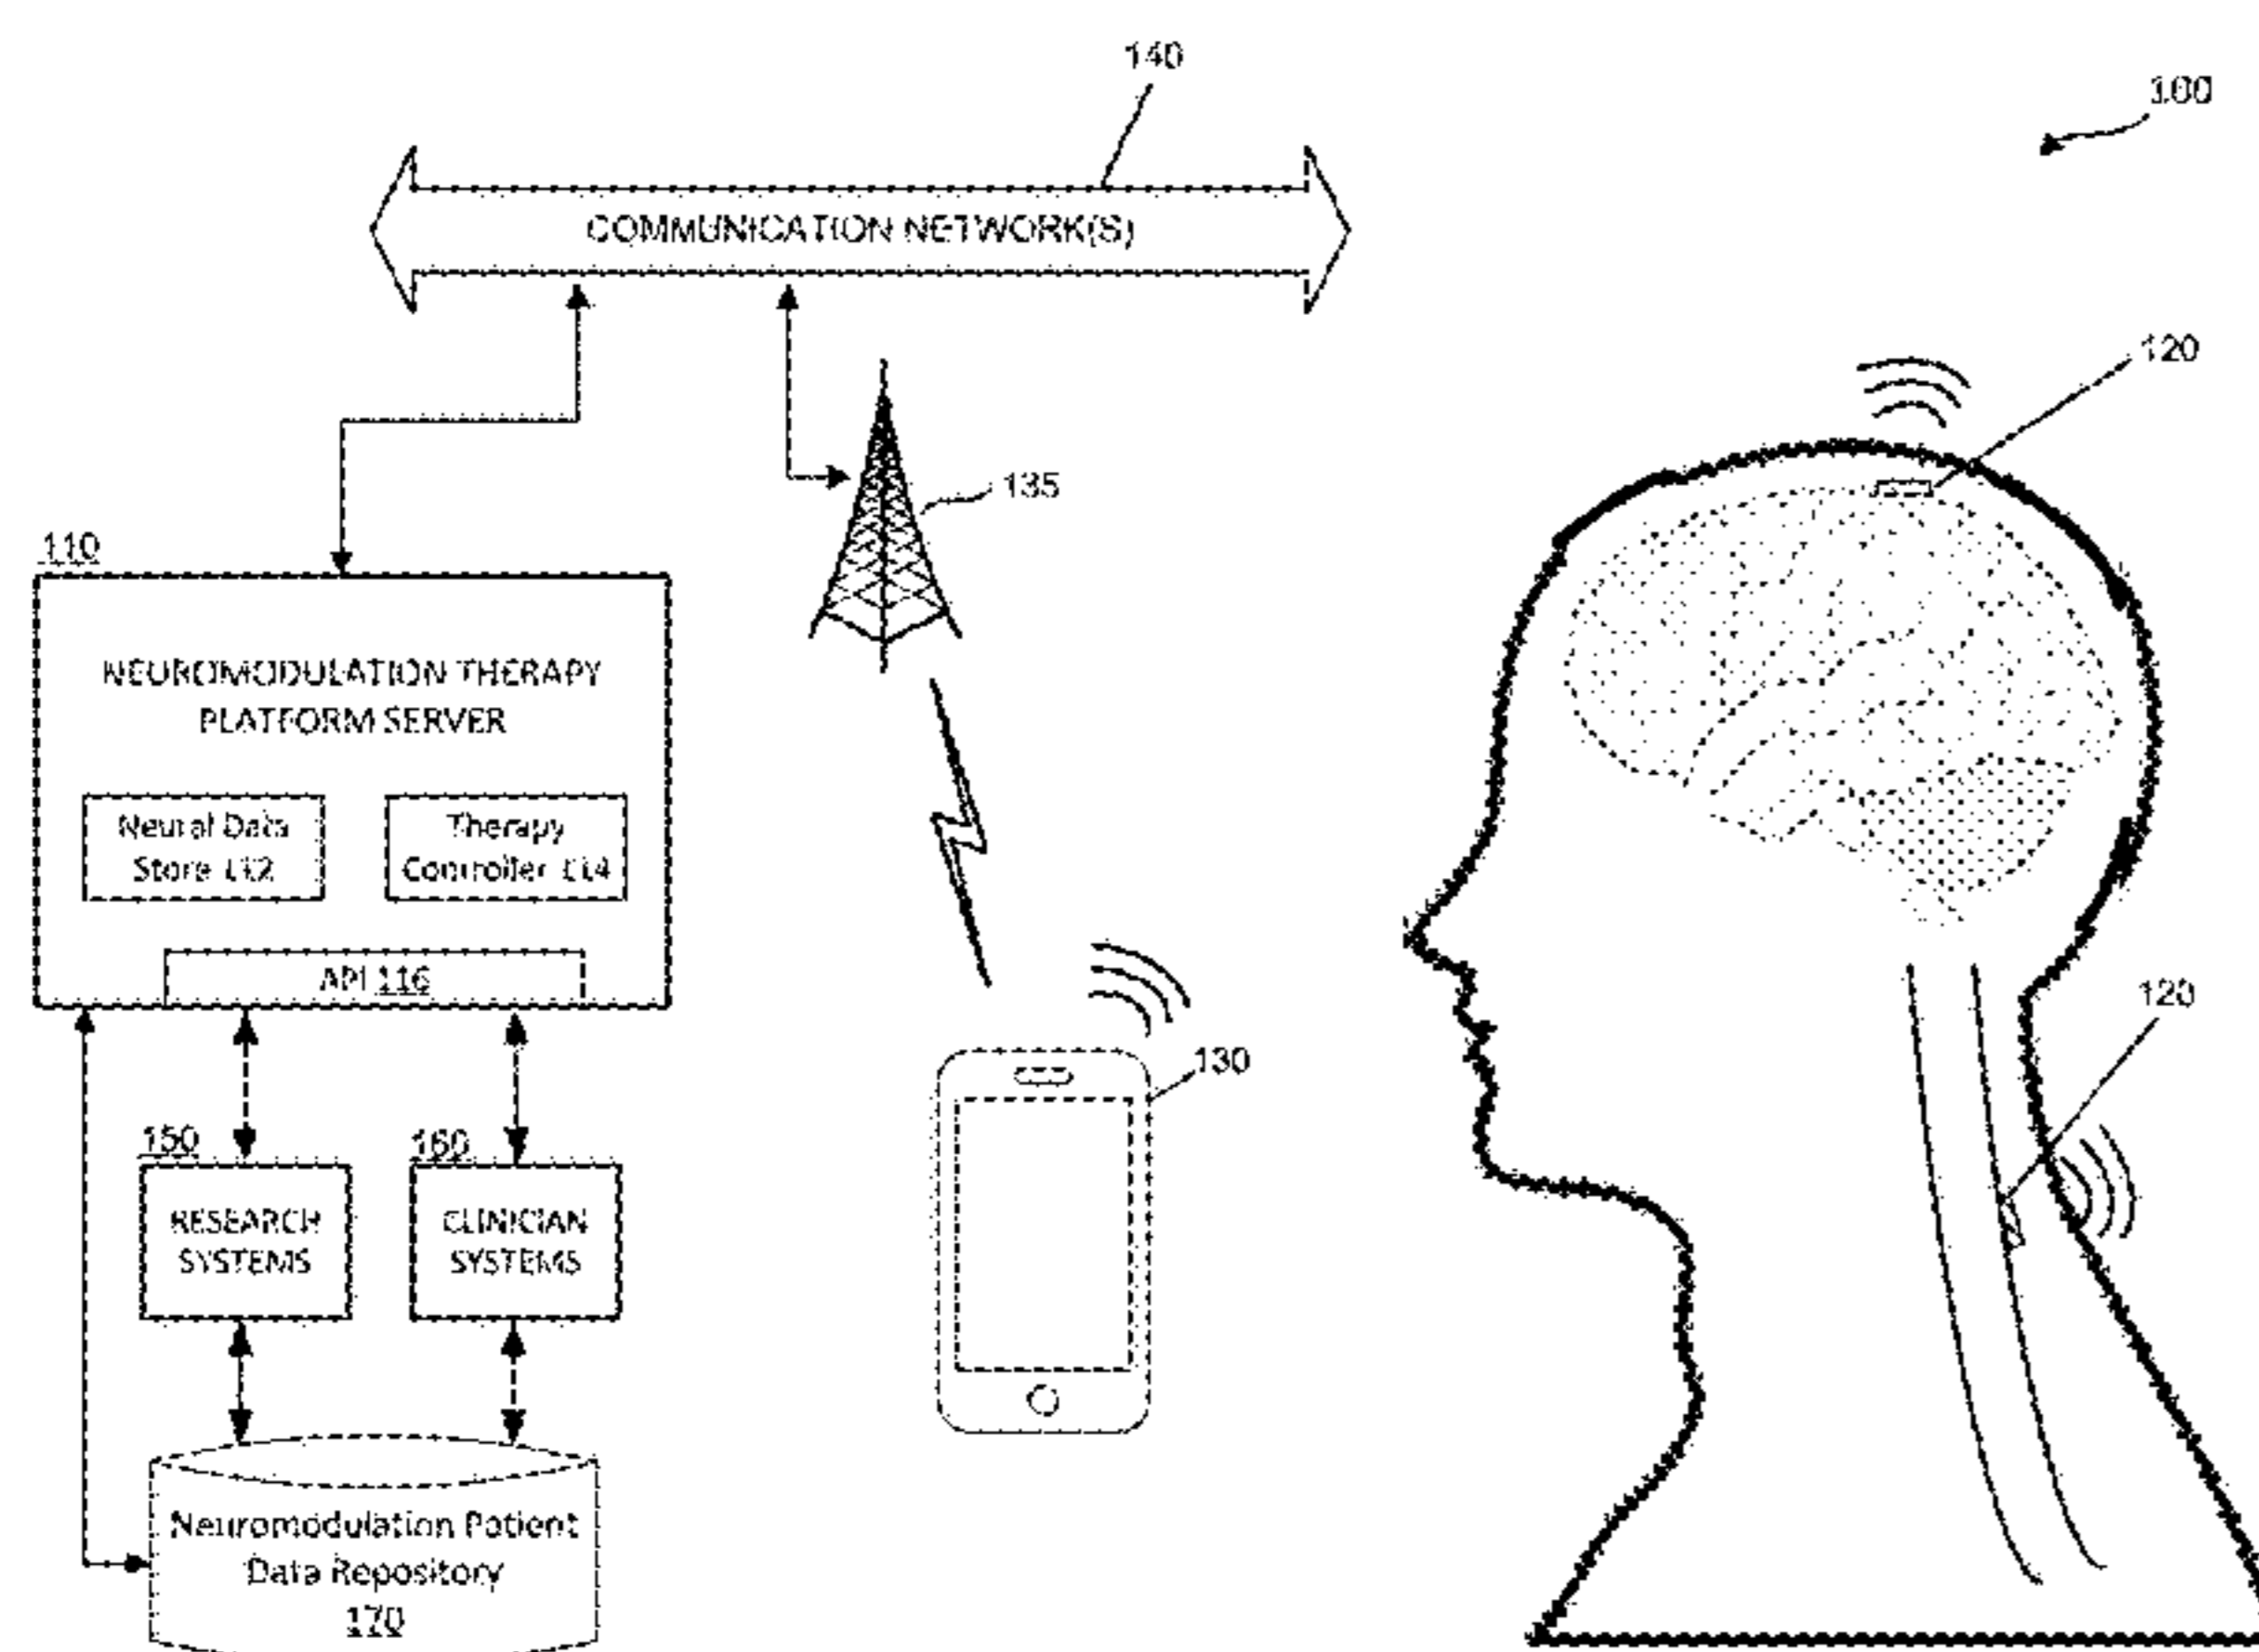 140
100
COMMUNICATION NETWORK(S)
120
135
110
NEUROMODULATION THERAPY
PLATFORM SERVER
Neural Data
Store 112
Therapy
Controller 114
API 116
120
130
150
160
RESEARCH
SYSTEMS
CLINICIAN
SYSTEMS
Neuromodulation Patient
Data Repository
170